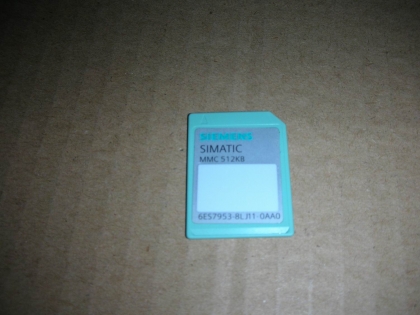 SIEMENS
SIMATIC
MMC 512KB
6ES7953-8LJ11-0AA0